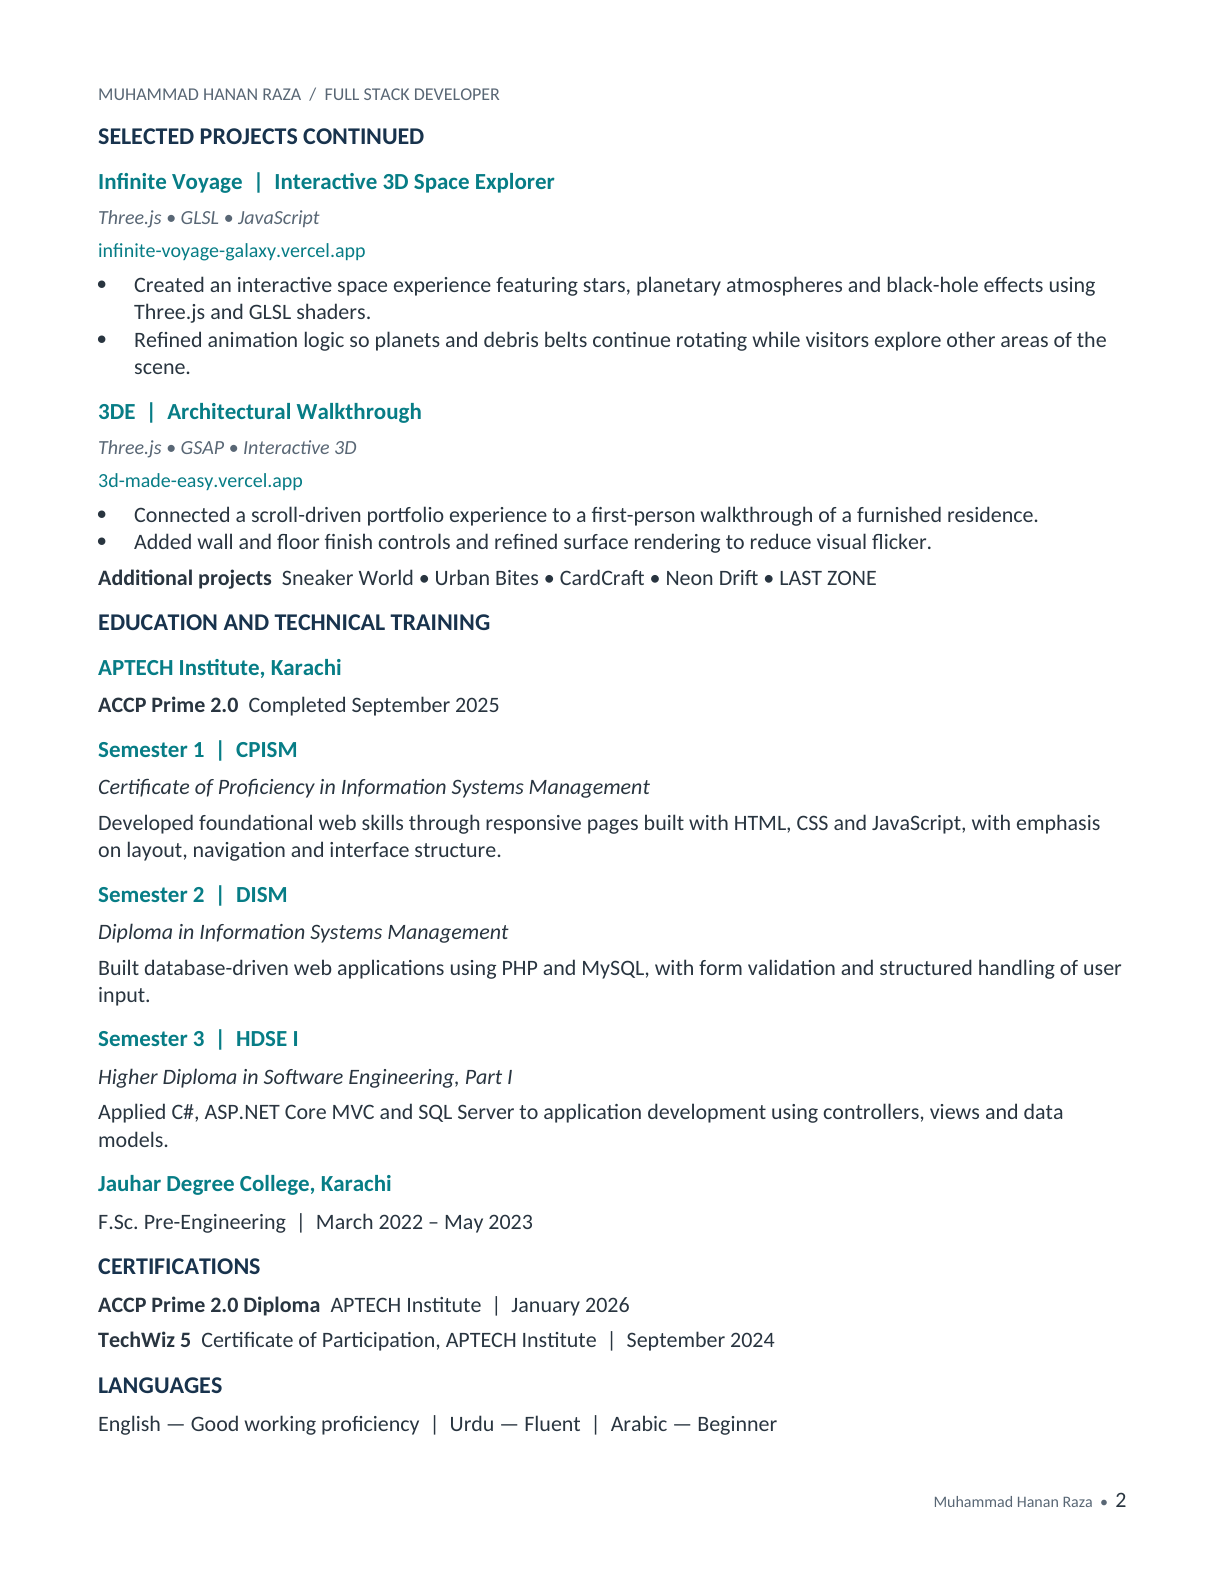 MUHAMMAD HANAN RAZA / FULL STACK DEVELOPER
SELECTED PROJECTS CONTINUED
Infinite Voyage | Interactive 3D Space Explorer
Three.js • GLSL • JavaScript
infinite-voyage-galaxy.vercel.app
• Created an interactive space experience featuring stars, planetary atmospheres and black-hole effects using
Three.js and GLSL shaders.
• Refined animation logic so planets and debris belts continue rotating while visitors explore other areas of the
scene.
3DE | Architectural Walkthrough
Three.js • GSAP • Interactive 3D
3d-made-easy.vercel.app
• Connected a scroll-driven portfolio experience to a first-person walkthrough of a furnished residence.
• Added wall and floor finish controls and refined surface rendering to reduce visual flicker.
Additional projects Sneaker World • Urban Bites • CardCraft • Neon Drift • LAST ZONE
EDUCATION AND TECHNICAL TRAINING
APTECH Institute, Karachi
ACCP Prime 2.0 Completed September 2025
Semester 1 | CPISM
Certificate of Proficiency in Information Systems Management
Developed foundational web skills through responsive pages built with HTML, CSS and JavaScript, with emphasis
on layout, navigation and interface structure.
Semester 2 | DISM
Diploma in Information Systems Management
Built database-driven web applications using PHP and MySQL, with form validation and structured handling of user
input.
Semester 3 | HDSE I
Higher Diploma in Software Engineering, Part I
Applied C#, ASP.NET Core MVC and SQL Server to application development using controllers, views and data
models.
Jauhar Degree College, Karachi
F.Sc. Pre-Engineering | March 2022 – May 2023
CERTIFICATIONS
ACCP Prime 2.0 Diploma APTECH Institute | January 2026
TechWiz 5 Certificate of Participation, APTECH Institute | September 2024
LANGUAGES
English — Good working proficiency | Urdu — Fluent | Arabic — Beginner
Muhammad Hanan Raza • 2